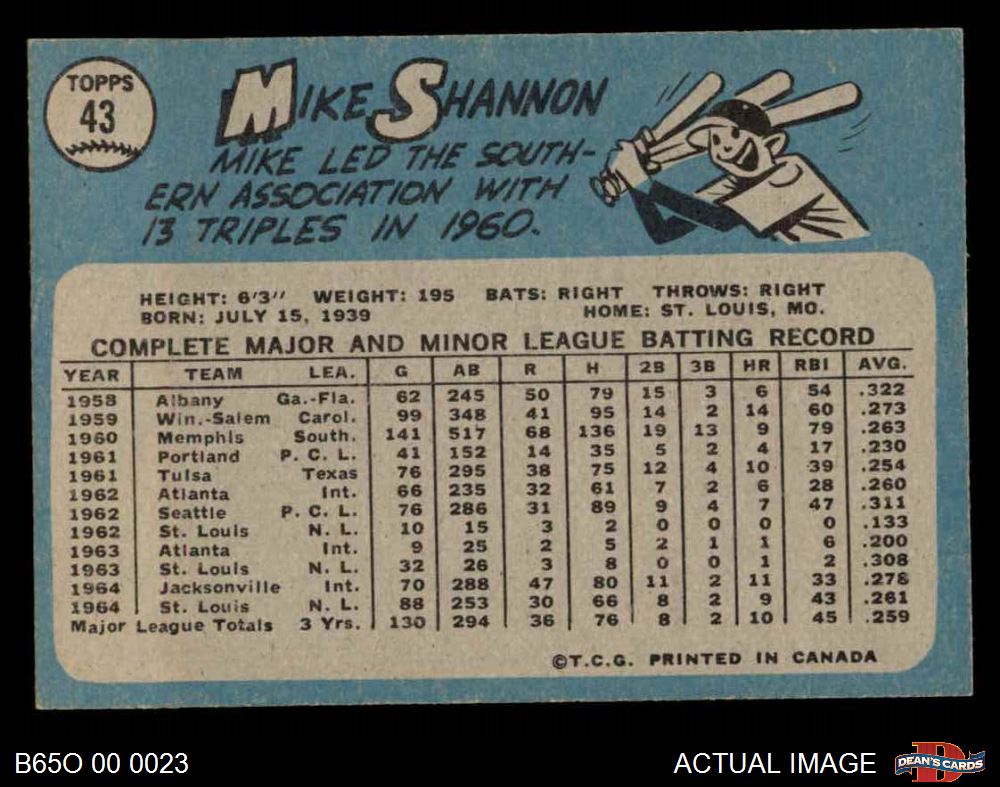 TOPPS
43
MIKE SHANNON
MIKE LED THE SOUTH-
ERN ASSOCIATION WITH
13 TRIPLES IN 1960.
HEIGHT: 6'3" WEIGHT: 195 BATS: RIGHT THROWS: RIGHT
BORN: JULY 15, 1939 HOME: ST. LOUIS, MO.
COMPLETE MAJOR AND MINOR LEAGUE BATTING RECORD
YEAR TEAM LEA. G AB R H 2B 3B HR RBI AVG.
1958 Albany Ga.-Fla. 62 245 50 79 15 3 6 54 .322
1959 Win.-Salem Carol. 99 348 41 95 14 2 14 60 .273
1960 Memphis South. 141 517 68 136 19 13 9 79 .263
1961 Portland P. C. L. 41 152 14 35 5 2 4 17 .230
1961 Tulsa Texas 76 295 38 75 12 4 10 39 .254
1962 Atlanta Int. 66 235 32 61 7 2 6 28 .260
1962 Seattle P. C. L. 76 286 31 89 9 4 7 47 .311
1962 St. Louis N. L. 10 15 3 2 0 0 0 0 .133
1963 Atlanta Int. 9 25 2 5 2 1 1 6 .200
1963 St. Louis N. L. 32 26 3 8 0 0 1 2 .308
1964 Jacksonville Int. 70 288 47 80 11 2 11 33 .278
1964 St. Louis N. L. 88 253 30 66 8 2 9 43 .261
Major League Totals 3 Yrs. 130 294 36 76 8 2 10 45 .259
©T.C.G. PRINTED IN CANADA
B65O 00 0023
ACTUAL IMAGE
DEAN'S CARDS